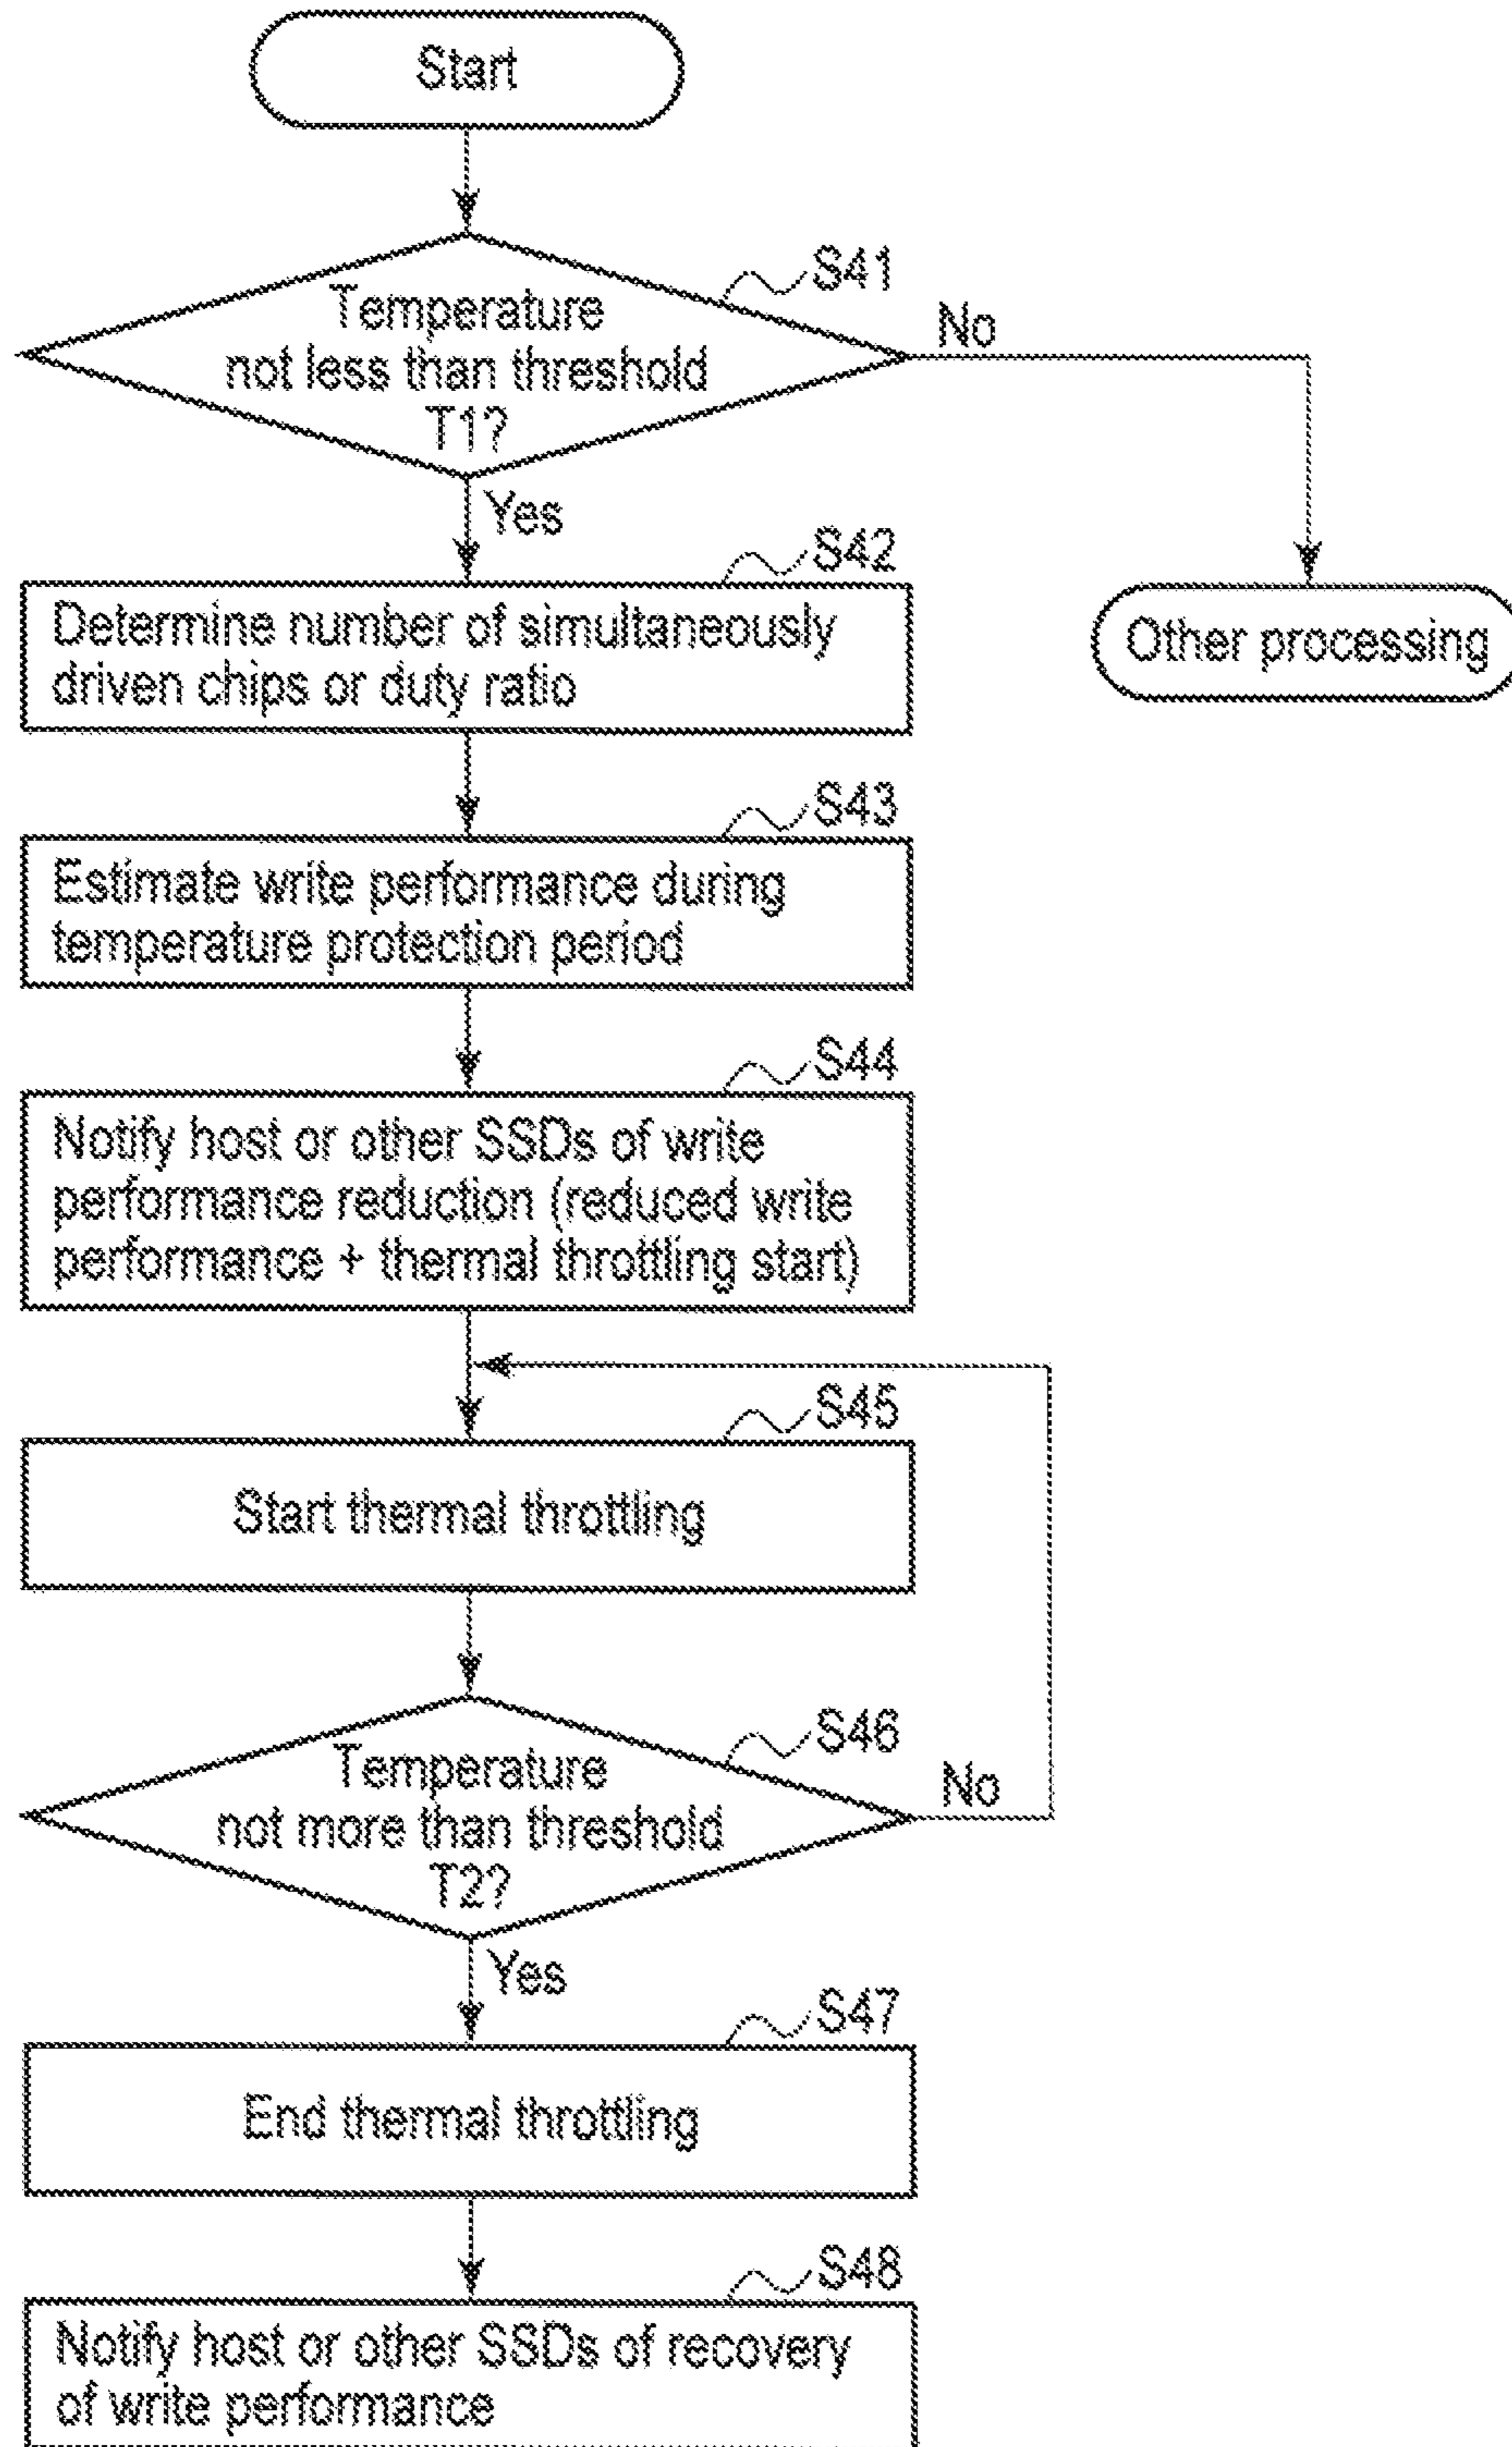 Start
S41
Temperature
not less than threshold
T1?
No
Yes
S42
Determine number of simultaneously
driven chips or duty ratio
Other processing
S43
Estimate write performance during
temperature protection period
S44
Notify host or other SSDs of write
performance reduction (reduced write
performance + thermal throttling start)
S45
Start thermal throttling
S46
Temperature
not more than threshold
T2?
No
Yes
S47
End thermal throttling
S48
Notify host or other SSDs of recovery
of write performance